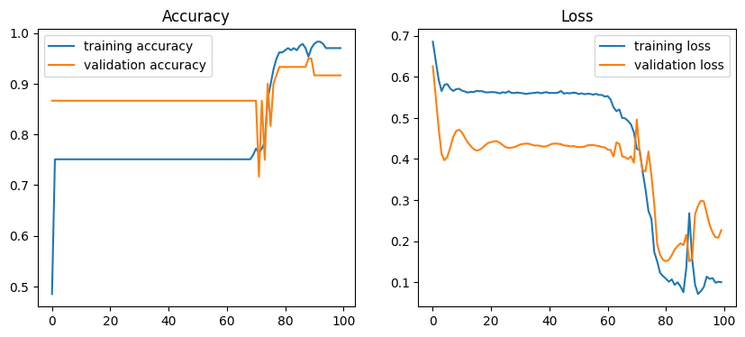 Accuracy
1.0
0.9
0.8
0.7
0.6
0.5
training accuracy
validation accuracy
0 20 40 60 80 100
Loss
0.7
0.6
0.5
0.4
0.3
0.2
0.1
training loss
validation loss
0 20 40 60 80 100